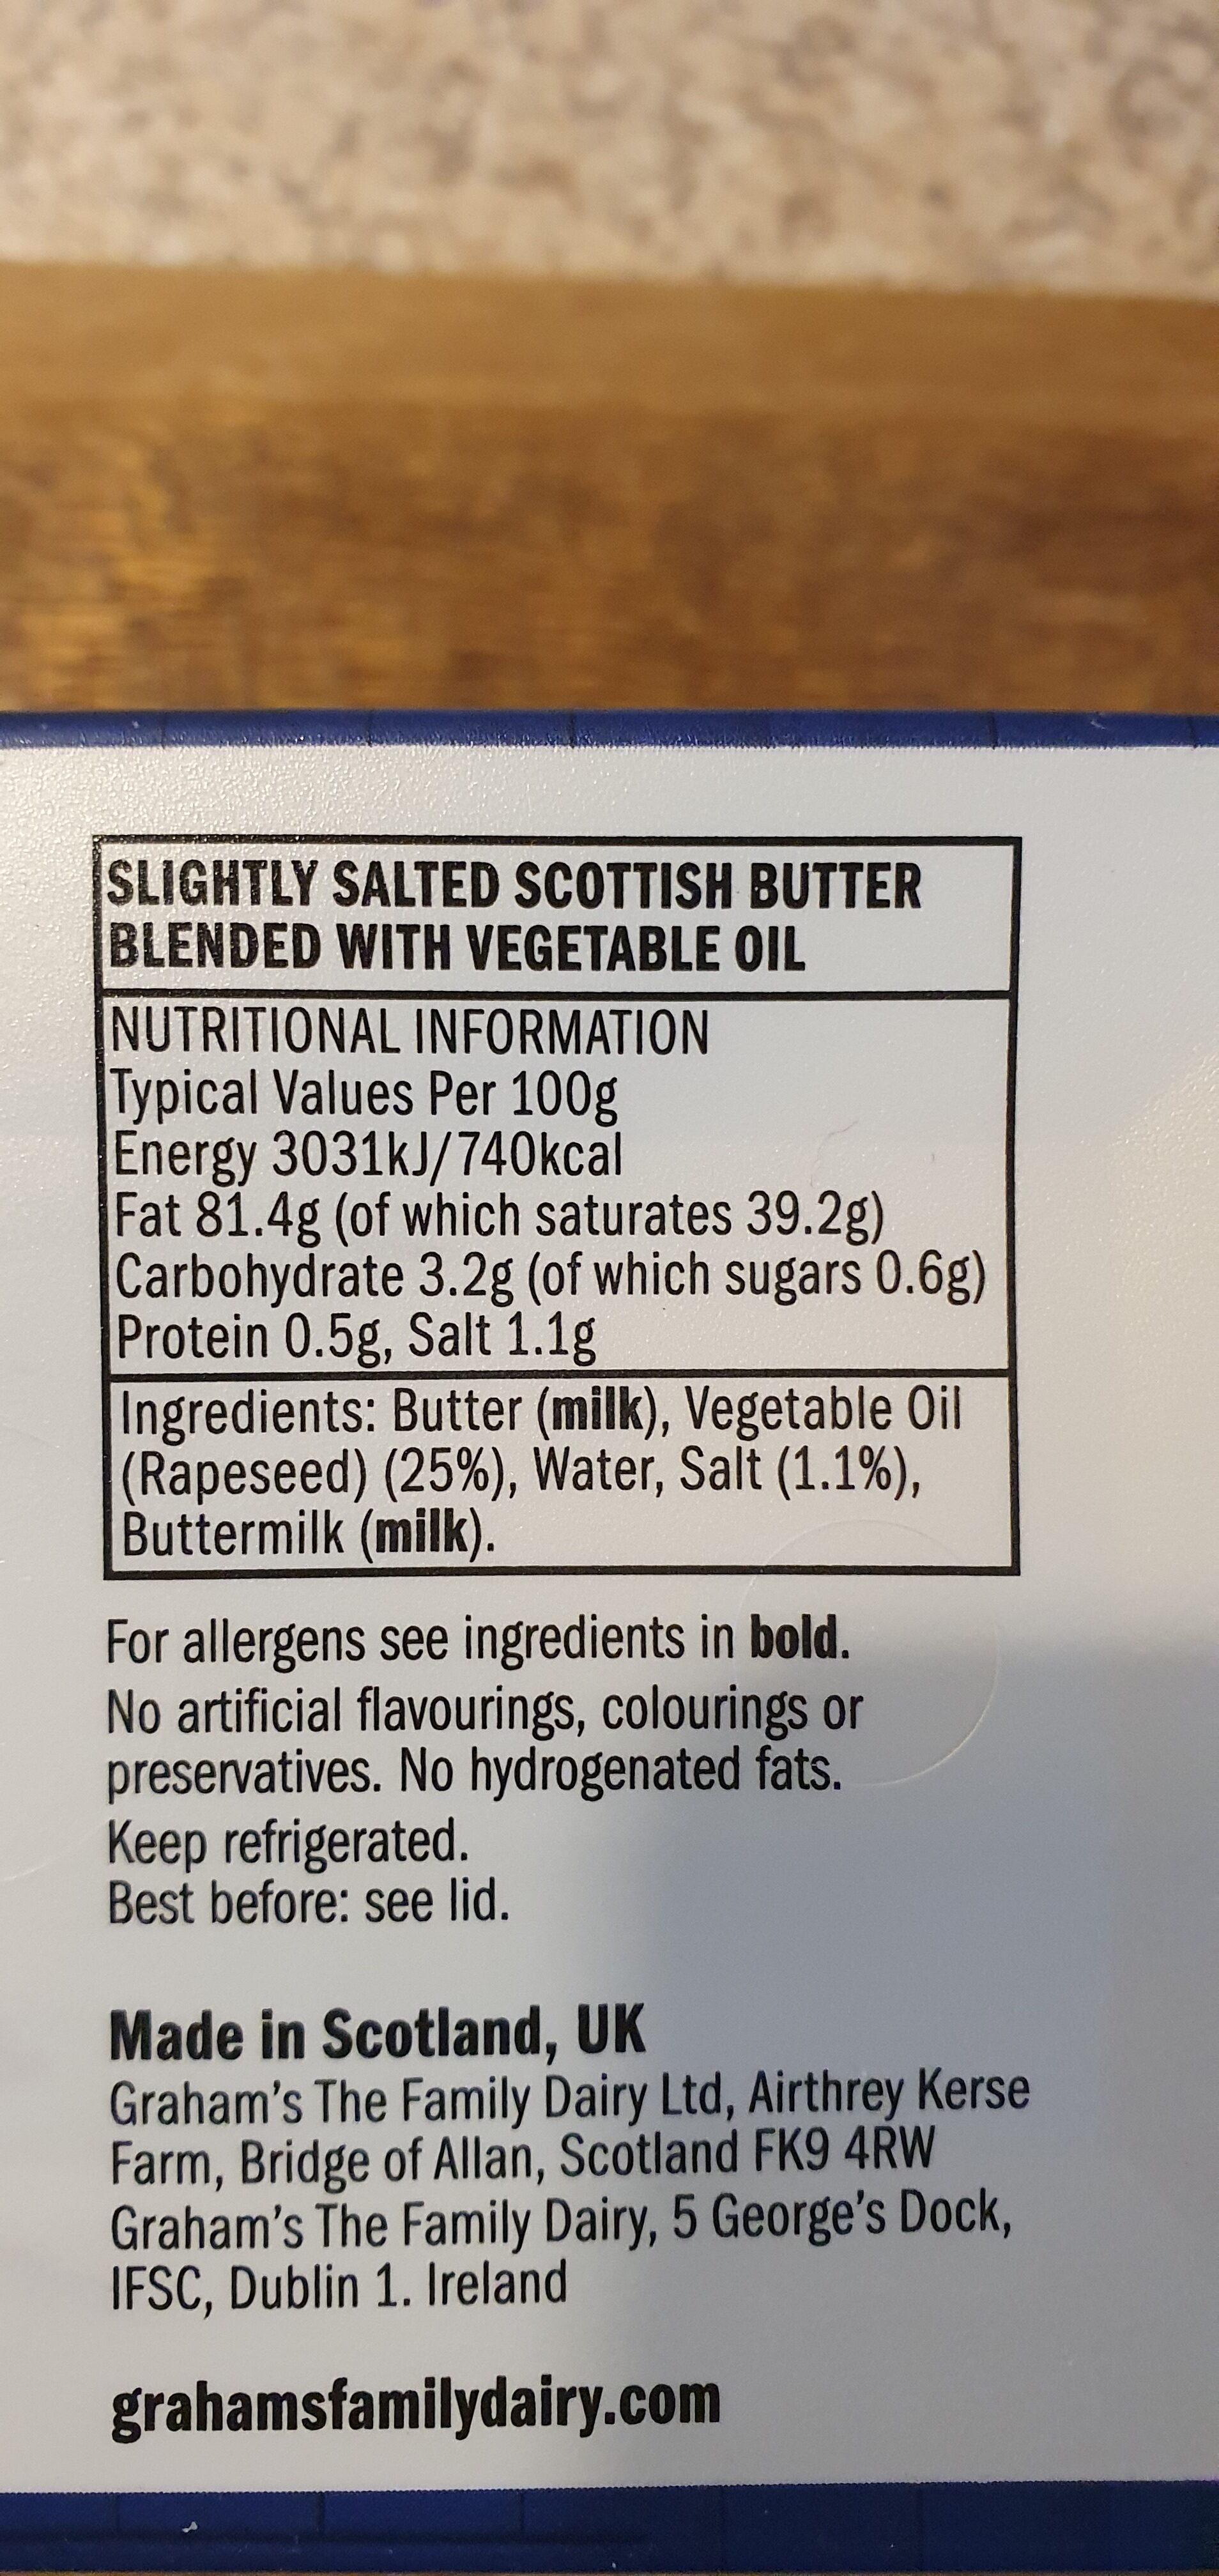 SLIGHTLY SALTED SCOTTISH BUTTER
BLENDED WITH VEGETABLE OIL
NUTRITIONAL INFORMATION
Typical Values Per 100g
Energy 3031kJ/740kcal
Fat 81.4g (of which saturates 39.2g)
Carbohydrate 3.2g (of which sugars 0.6g)
Protein 0.5g, Salt 1.1g
Ingredients: Butter (milk), Vegetable Oil
(Rapeseed) (25%), Water, Salt (1.1%),
Buttermilk (milk).
For allergens see ingredients in bold.
No artificial flavourings, colourings or
preservatives. No hydrogenated fats.
Keep refrigerated.
Best before: see lid.
Made in Scotland, UK
Graham's The Family Dairy Ltd, Airthrey Kerse
Farm, Bridge of Allan, Scotland FK9 4RW
Graham's The Family Dairy, 5 George's Dock,
IFSC, Dublin 1. Ireland
grahamsfamilydairy.com